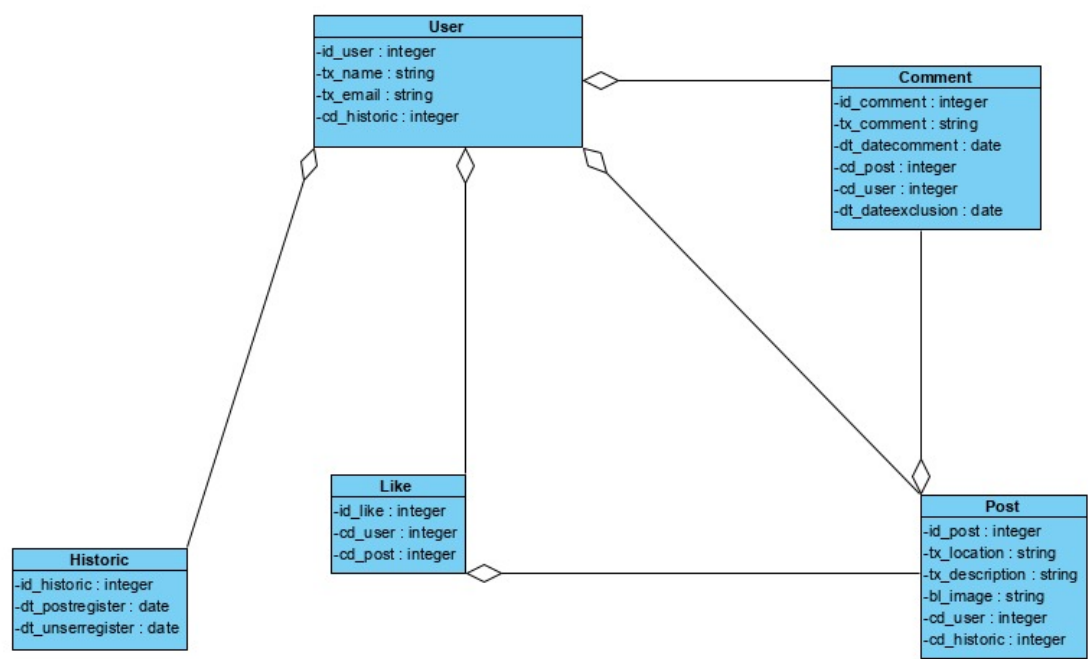 User
-id_user : integer
-tx_name : string
-tx_email : string
-cd_historic : integer
Comment
-id_comment : integer
-tx_comment : string
-dt_datecomment : date
-cd_post : integer
-cd_user : integer
-dt_dateexclusion : date
Like
-id_like : integer
-cd_user : integer
-cd_post : integer
Historic
-id_historic : integer
-dt_postregister : date
-dt_unserregister : date
Post
-id_post : integer
-tx_location : string
-tx_description : string
-bl_image : string
-cd_user : integer
-cd_historic : integer